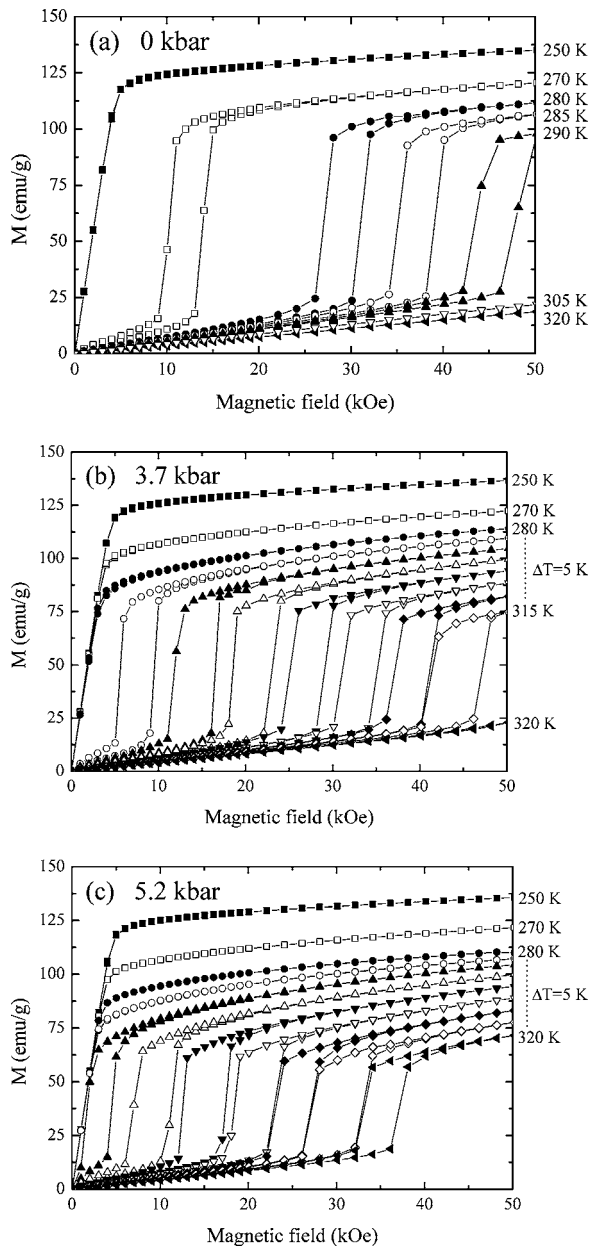 (a) 0 kbar
M (emu/g)
150
125
100
75
50
25
0
250 K
270 K
280 K
285 K
290 K
305 K
320 K
0 10 20 30 40 50
Magnetic field (kOe)
(b) 3.7 kbar
M (emu/g)
150
125
100
75
50
25
0
250 K
270 K
280 K
ΔT=5 K
315 K
320 K
0 10 20 30 40 50
Magnetic field (kOe)
(c) 5.2 kbar
M (emu/g)
150
125
100
75
50
25
0
250 K
270 K
280 K
ΔT=5 K
320 K
0 10 20 30 40 50
Magnetic field (kOe)